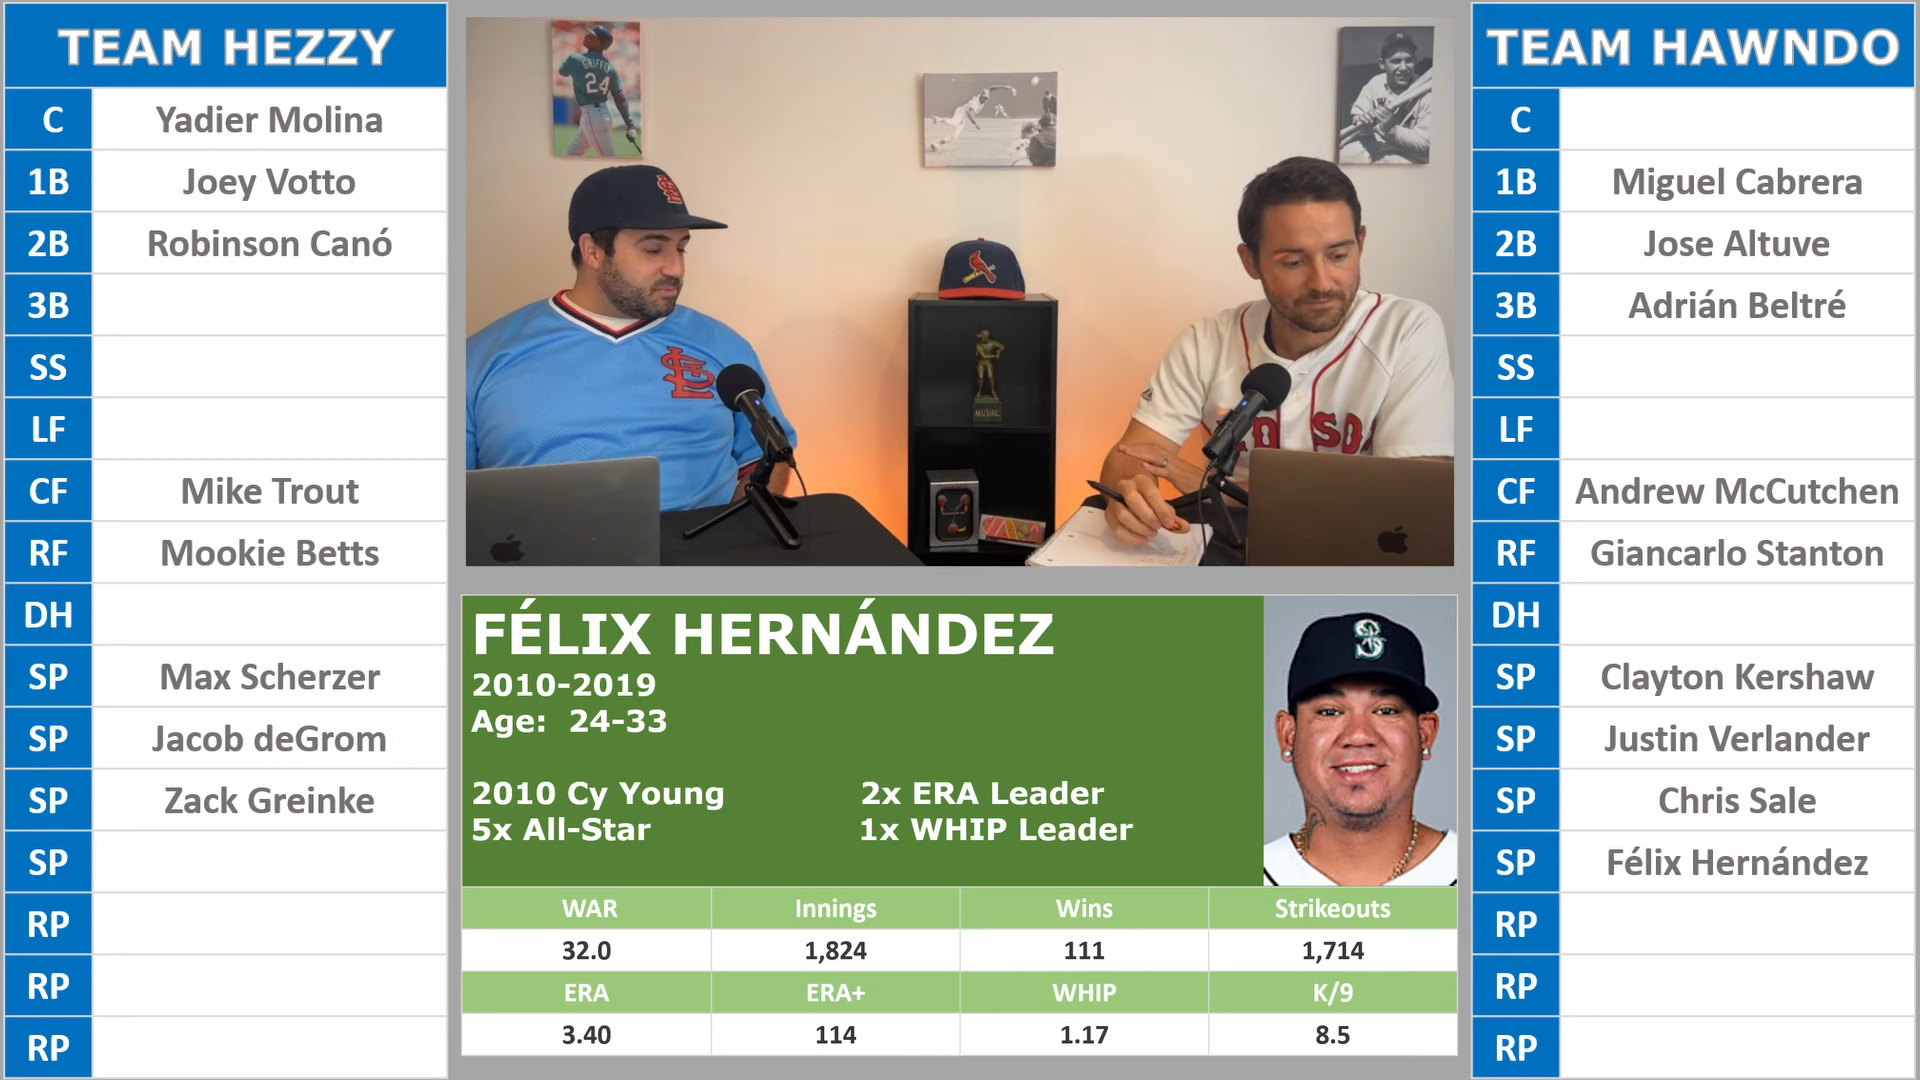 TEAM HEZZY
C Yadier Molina
1B Joey Votto
2B Robinson Canó
3B
SS
LF
CF Mike Trout
RF Mookie Betts
DH
SP Max Scherzer
SP Jacob deGrom
SP Zack Greinke
SP
RP
RP
RP
GRIFFEY
24
MUSIAL
SOX
FÉLIX HERNÁNDEZ
2010-2019
Age: 24-33
2010 Cy Young 2x ERA Leader
5x All-Star 1x WHIP Leader
WAR Innings Wins Strikeouts
32.0 1,824 111 1,714
ERA ERA+ WHIP K/9
3.40 114 1.17 8.5
TEAM HAWNDO
C
1B Miguel Cabrera
2B Jose Altuve
3B Adrián Beltré
SS
LF
CF Andrew McCutchen
RF Giancarlo Stanton
DH
SP Clayton Kershaw
SP Justin Verlander
SP Chris Sale
SP Félix Hernández
RP
RP
RP